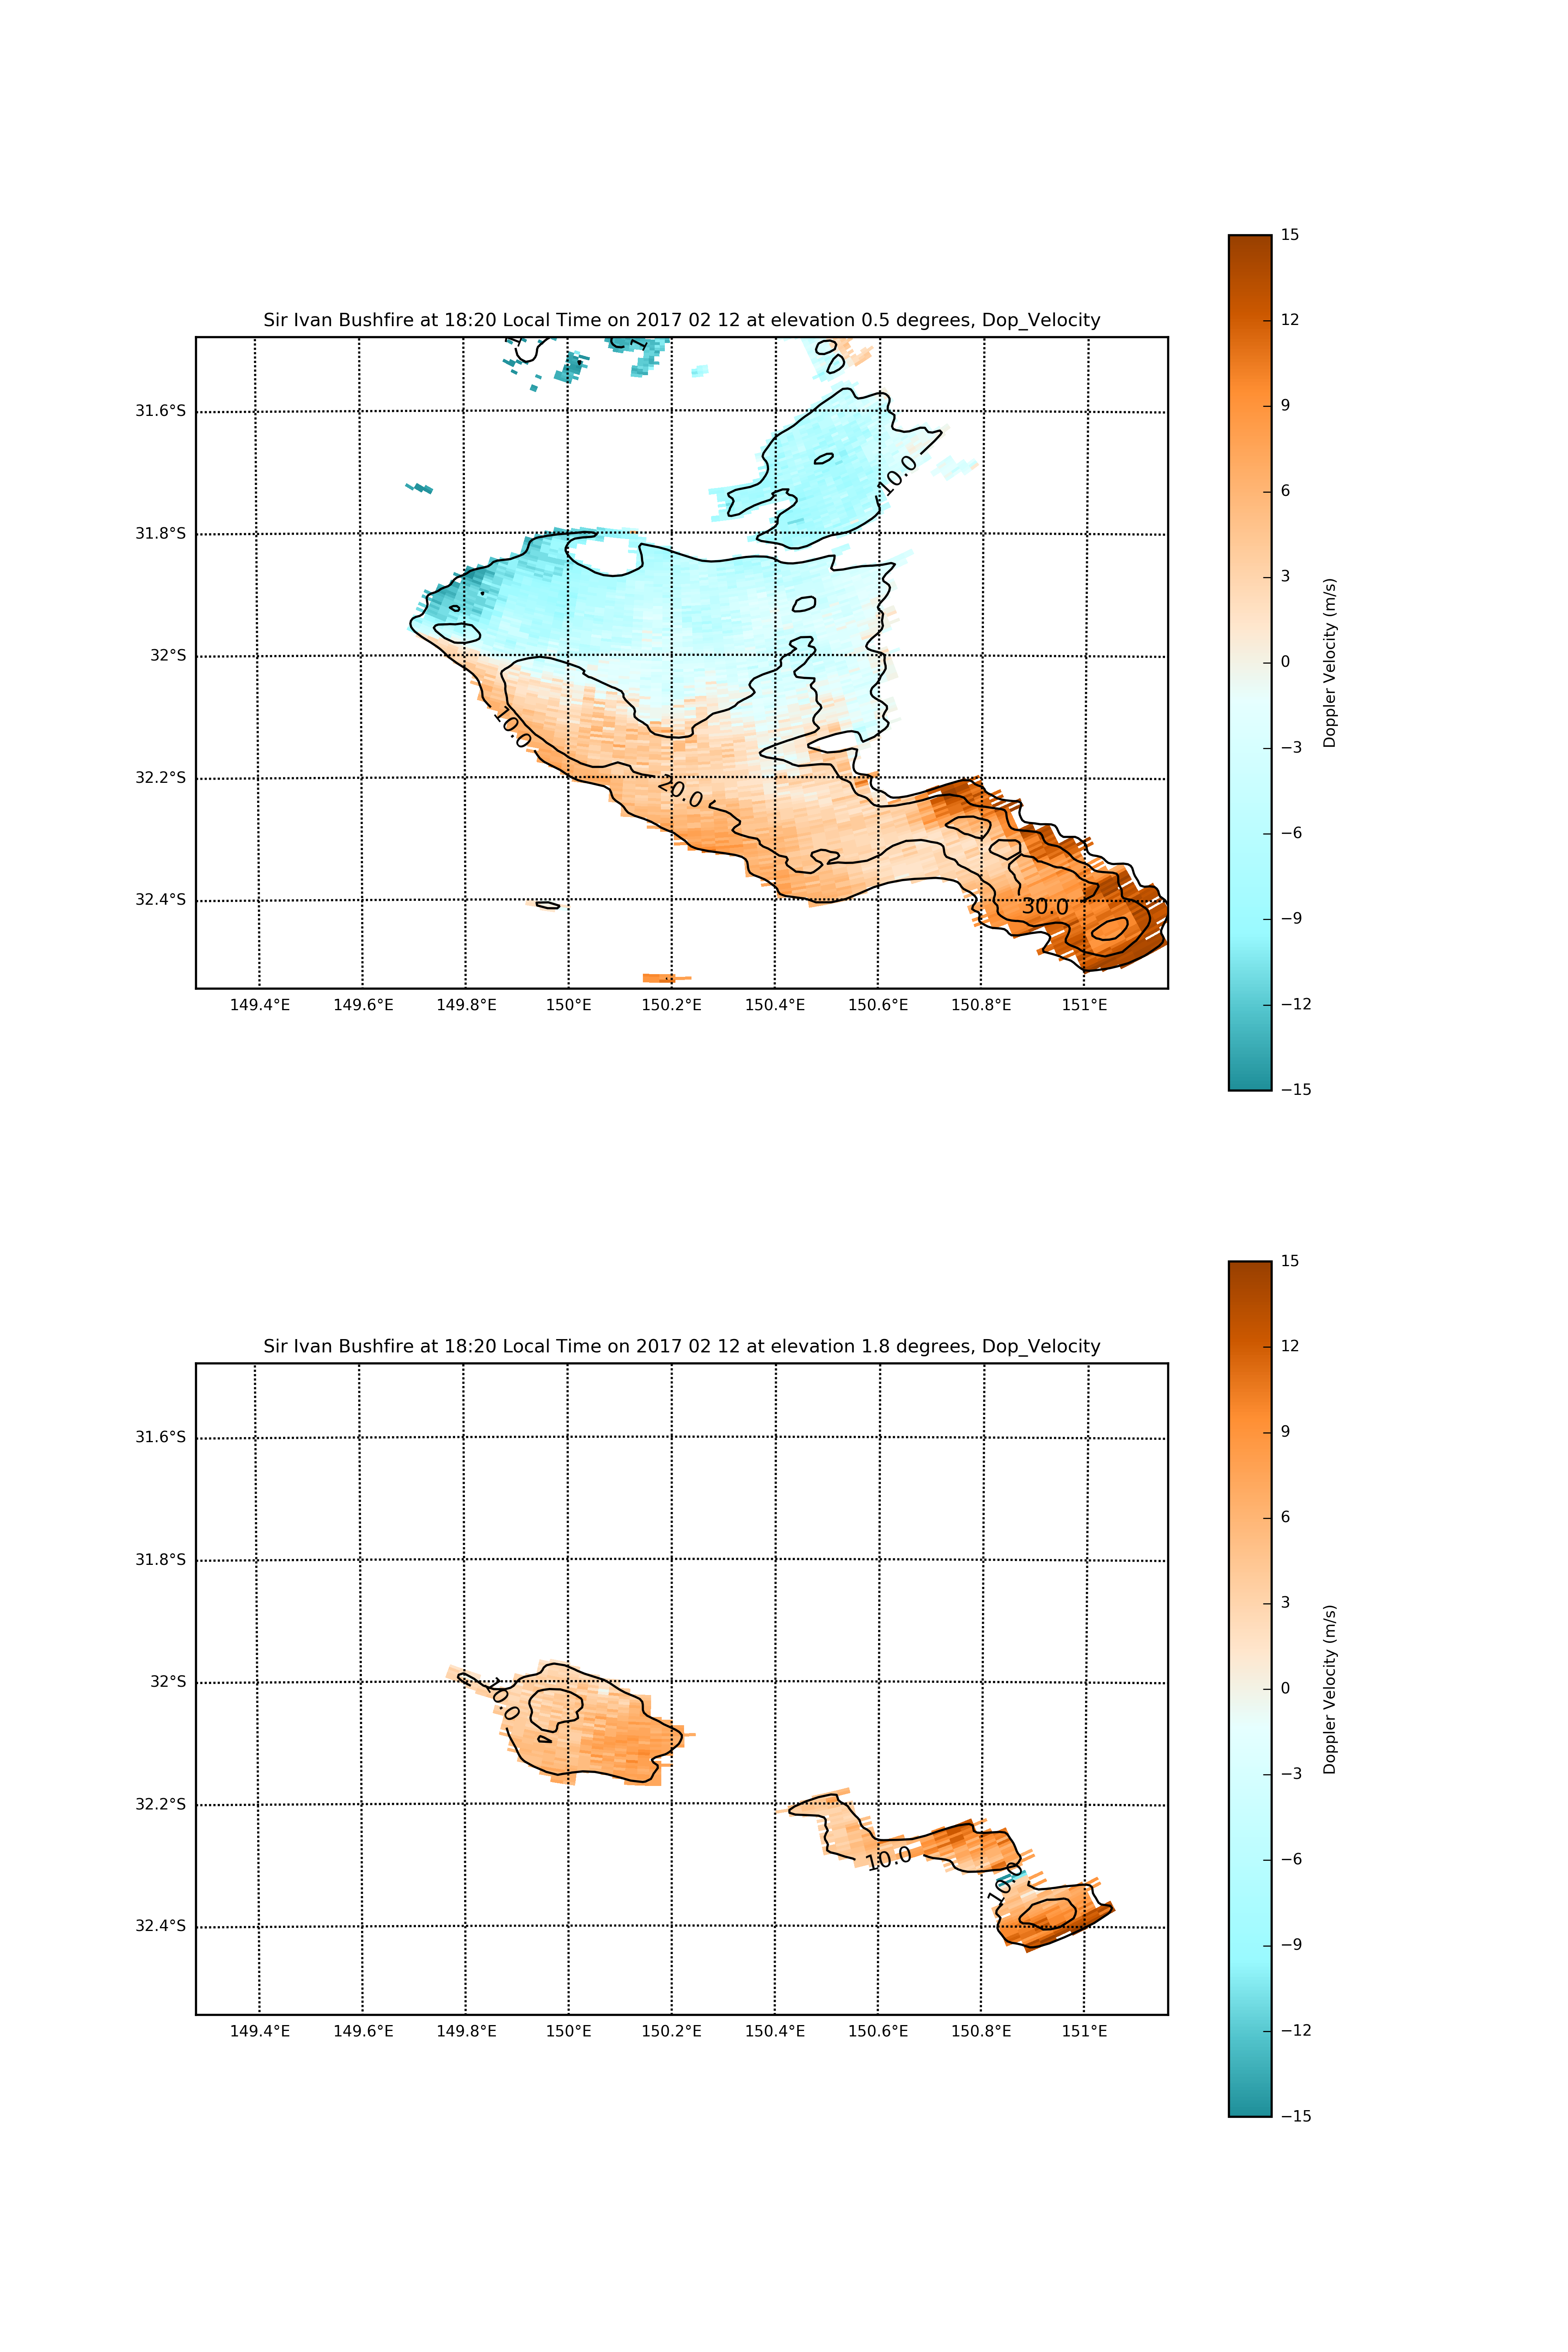 Sir Ivan Bushfire at 18:20 Local Time on 2017 02 12 at elevation 0.5 degrees, Dop_Velocity
31.6°S
31.8°S
32°S
32.2°S
32.4°S
149.4°E 149.6°E 149.8°E 150°E 150.2°E 150.4°E 150.6°E 150.8°E 151°E
10.0
10.0
20.0
30.0
15
12
9
6
3
0
−3
−6
−9
−12
−15
Doppler Velocity (m/s)
Sir Ivan Bushfire at 18:20 Local Time on 2017 02 12 at elevation 1.8 degrees, Dop_Velocity
31.6°S
31.8°S
32°S
32.2°S
32.4°S
149.4°E 149.6°E 149.8°E 150°E 150.2°E 150.4°E 150.6°E 150.8°E 151°E
10.0
10.0
10.0
15
12
9
6
3
0
−3
−6
−9
−12
−15
Doppler Velocity (m/s)